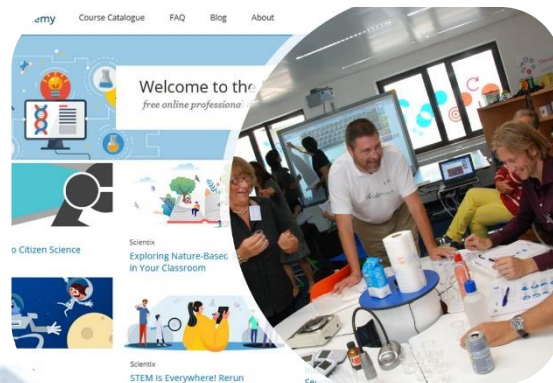 emy Course Catalogue FAQ Blog About
Welcome to the
free online professional
o Citizen Science
Scientix
Exploring Nature-Based
in Your Classroom
Scientix
STEM Is Everywhere! Rerun